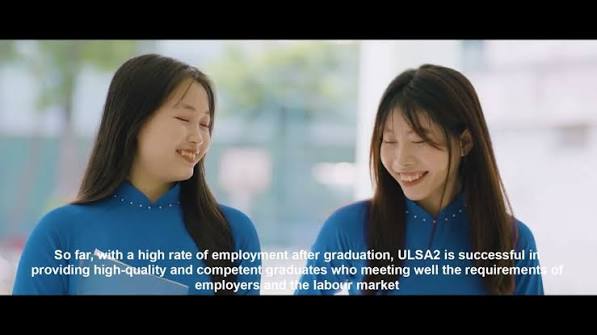 So far, with a high rate of employment after graduation, ULSA2 is successful in
providing high-quality and competent graduates who meeting well the requirements of
employers and the labour market